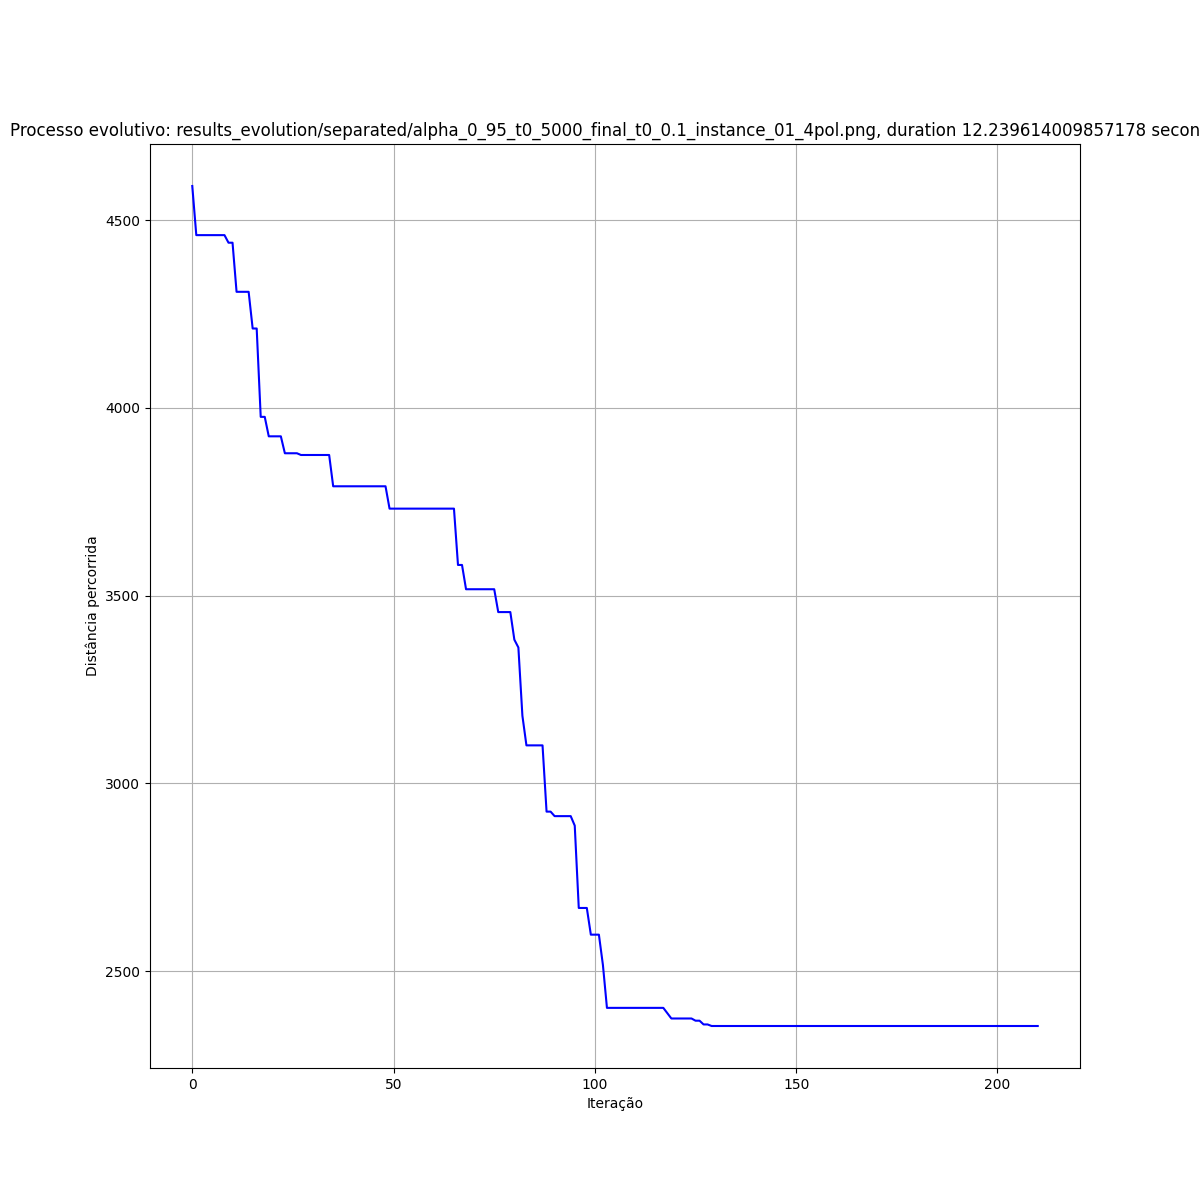 Processo evolutivo: results_evolution/separated/alpha_0_95_t0_5000_final_t0_0.1_instance_01_4pol.png, duration 12.239614009857178 secon
4500
4000
3500
3000
2500
Distância percorrida
0 50 100 150 200
Iteração